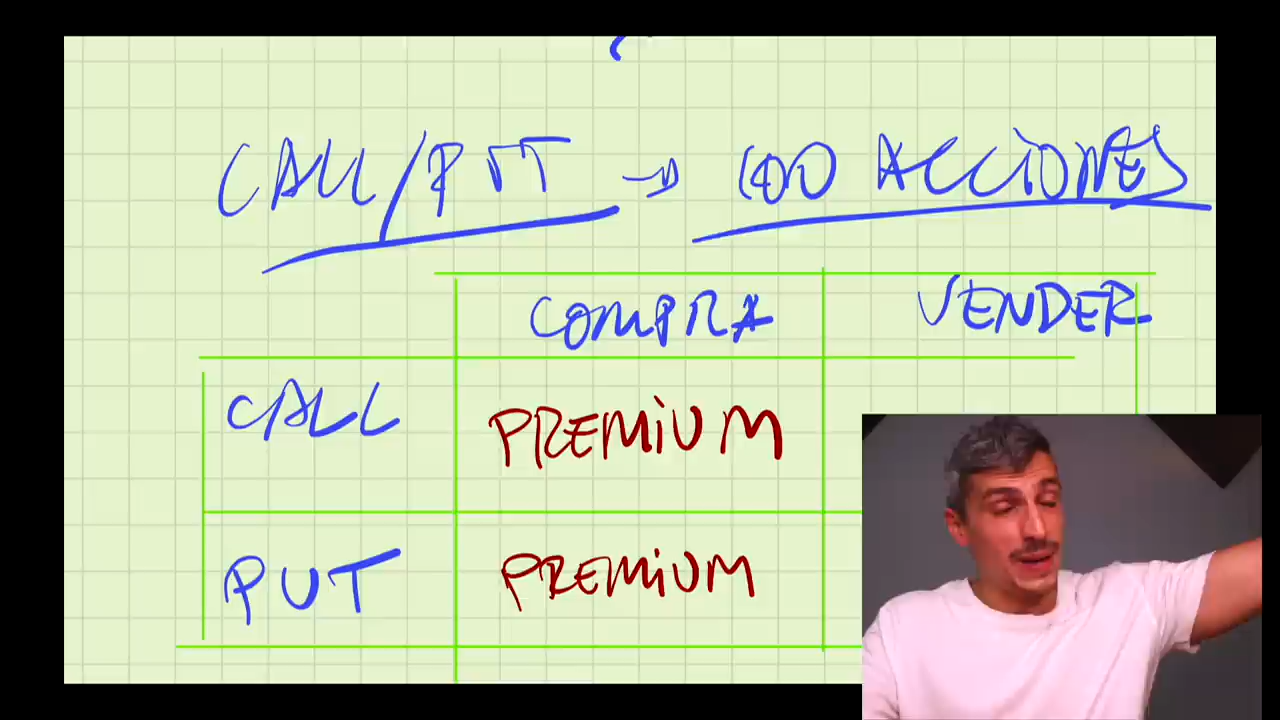 CALL/PUT → 100 ACCIONES
COMPRA VENDER
CALL PREMIUM
PUT PREMIUM